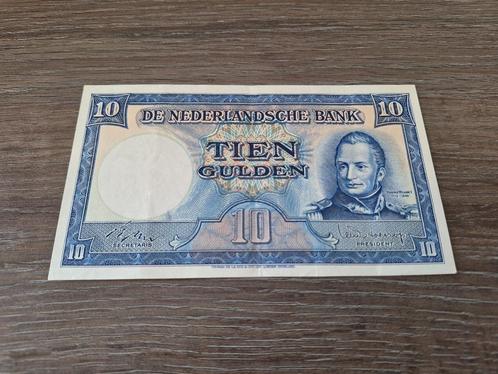 10 10
DE NEDERLANDSCHE BANK
TIEN
GULDEN
10
SECRETARIS
PRESIDENT
10 10